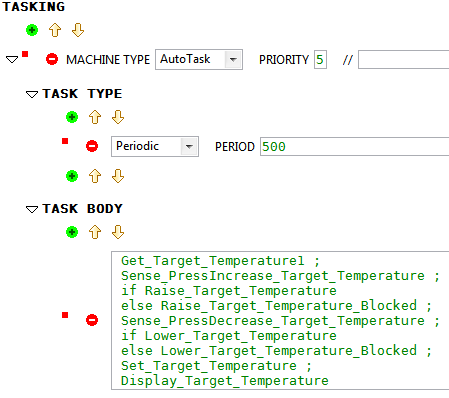 TASKING
MACHINE TYPE AutoTask PRIORITY 5 //
TASK TYPE
Periodic PERIOD 500
TASK BODY
Get_Target_Temperature1 ;
Sense_PressIncrease_Target_Temperature ;
if Raise_Target_Temperature
else Raise_Target_Temperature_Blocked ;
Sense_PressDecrease_Target_Temperature ;
if Lower_Target_Temperature
else Lower_Target_Temperature_Blocked ;
Set_Target_Temperature ;
Display_Target_Temperature